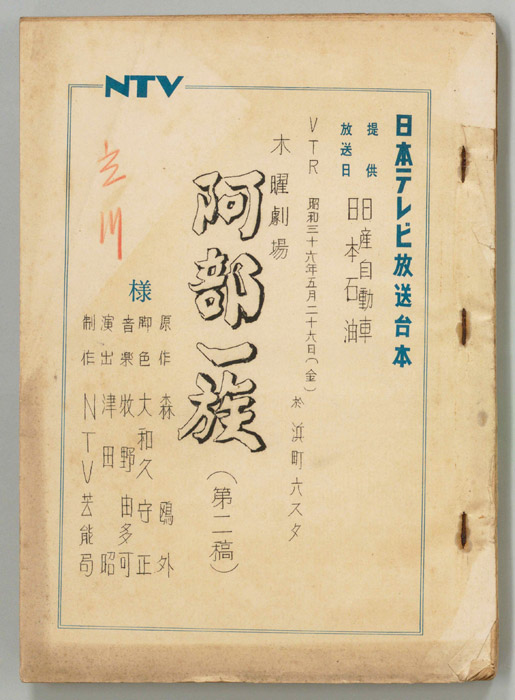 NTV
日本テレビ放送台本
提供 日産自動車
日本石油
放送日
VTR 昭和三十六年五月二十六日(金) 於 浜町六スタ
木曜劇場
阿部一族(第二稿)
原作 森鴎外
脚色 大和久守正
音楽 牧野由多可
演出 津田昭
制作 NTV芸能局
様
立川